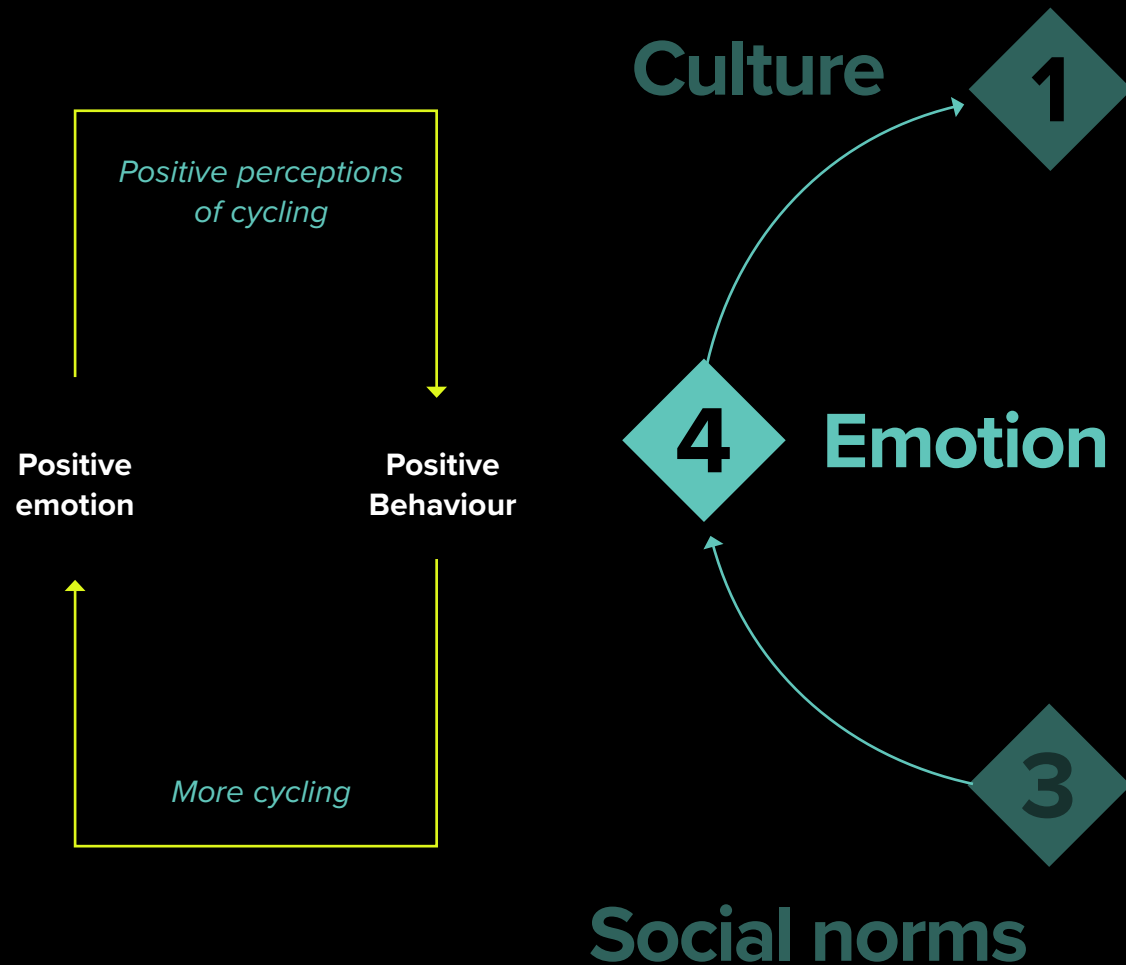 Culture
1
Positive perceptions
of cycling
4
Emotion
Positive
emotion
Positive
Behaviour
More cycling
3
Social norms